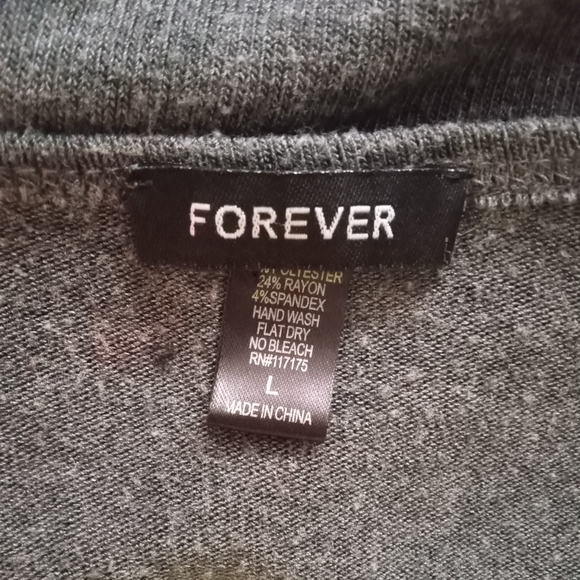 FOREVER
POLYESTER
24% RAYON
4%SPANDEX
HAND WASH
FLAT DRY
NO BLEACH
RN#117175
L
MADE IN CHINA